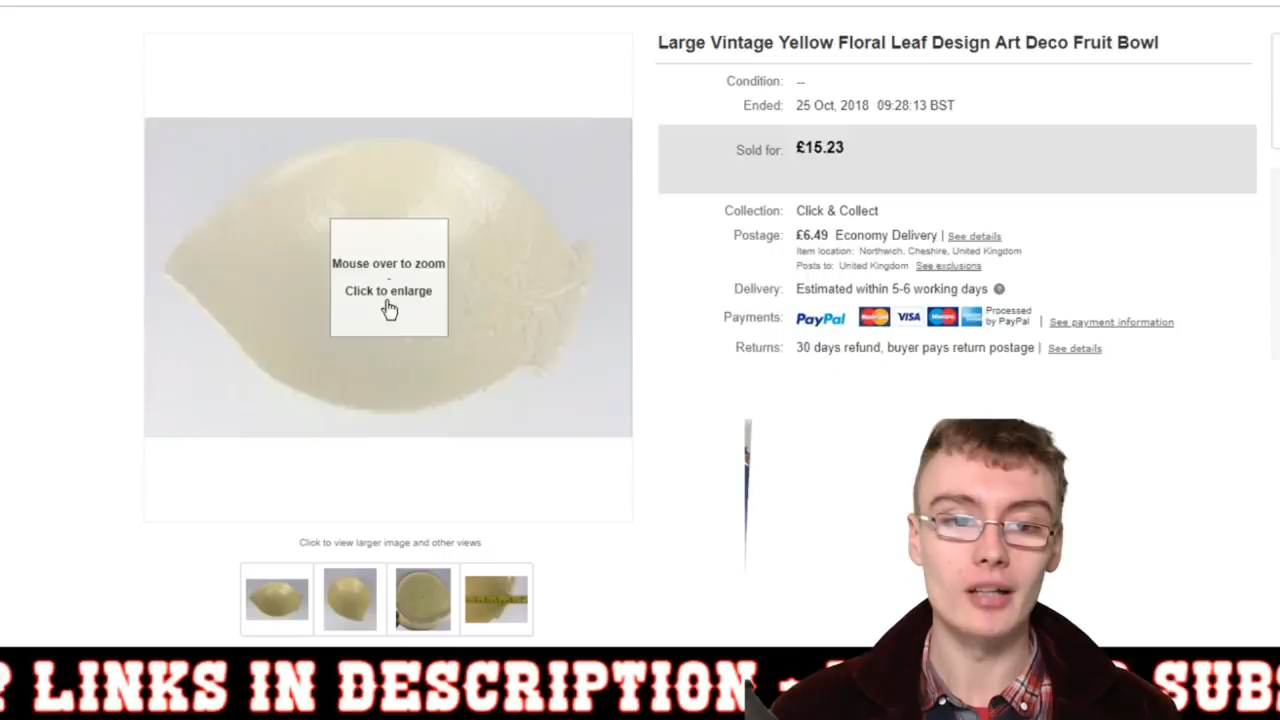 Large Vintage Yellow Floral Leaf Design Art Deco Fruit Bowl
Condition: --
Ended: 25 Oct, 2018 09:28:13 BST
Sold for: £15.23
Collection: Click & Collect
Postage: £6.49 Economy Delivery | See details
Item location: Northwich, Cheshire, United Kingdom
Posts to: United Kingdom See exclusions
Delivery: Estimated within 5-6 working days
Payments: PayPal MasterCard VISA Maestro Processed by PayPal | See payment information
Returns: 30 days refund, buyer pays return postage | See details
Mouse over to zoom
-
Click to enlarge
Click to view larger image and other views
? LINKS IN DESCRIPTION - SUB